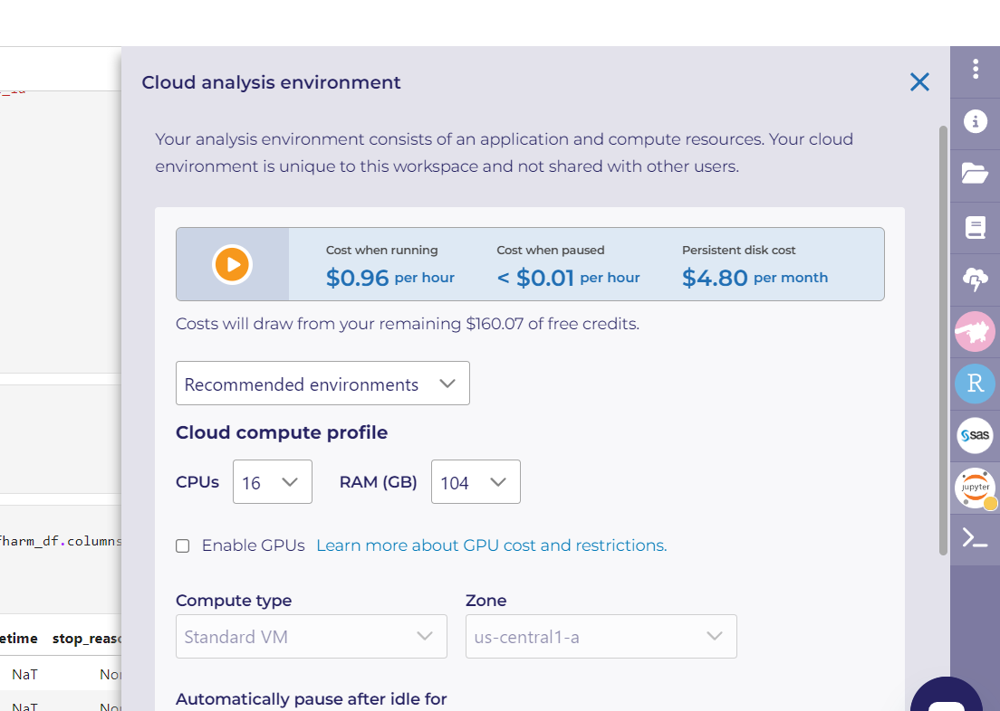 Cloud analysis environment
Your analysis environment consists of an application and compute resources. Your cloud
environment is unique to this workspace and not shared with other users.
Cost when running
$0.96 per hour
Cost when paused
< $0.01 per hour
Persistent disk cost
$4.80 per month
Costs will draw from your remaining $160.07 of free credits.
Recommended environments
Cloud compute profile
CPUs 16 RAM (GB) 104
Enable GPUs Learn more about GPU cost and restrictions.
Compute type Zone
Standard VM us-central1-a
Automatically pause after idle for
harm_df.columns
etime stop_reas
NaT No
NaT No
R
sas
jupyter